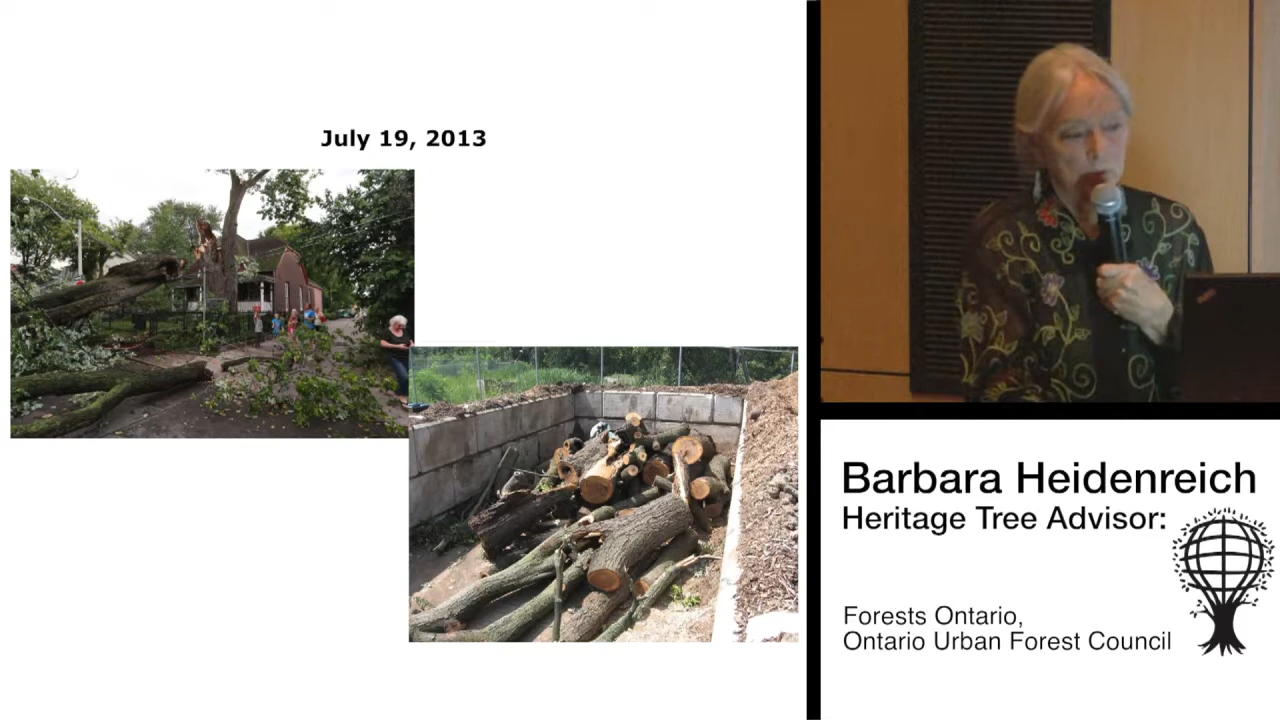 July 19, 2013
Barbara Heidenreich
Heritage Tree Advisor:
Forests Ontario,
Ontario Urban Forest Council